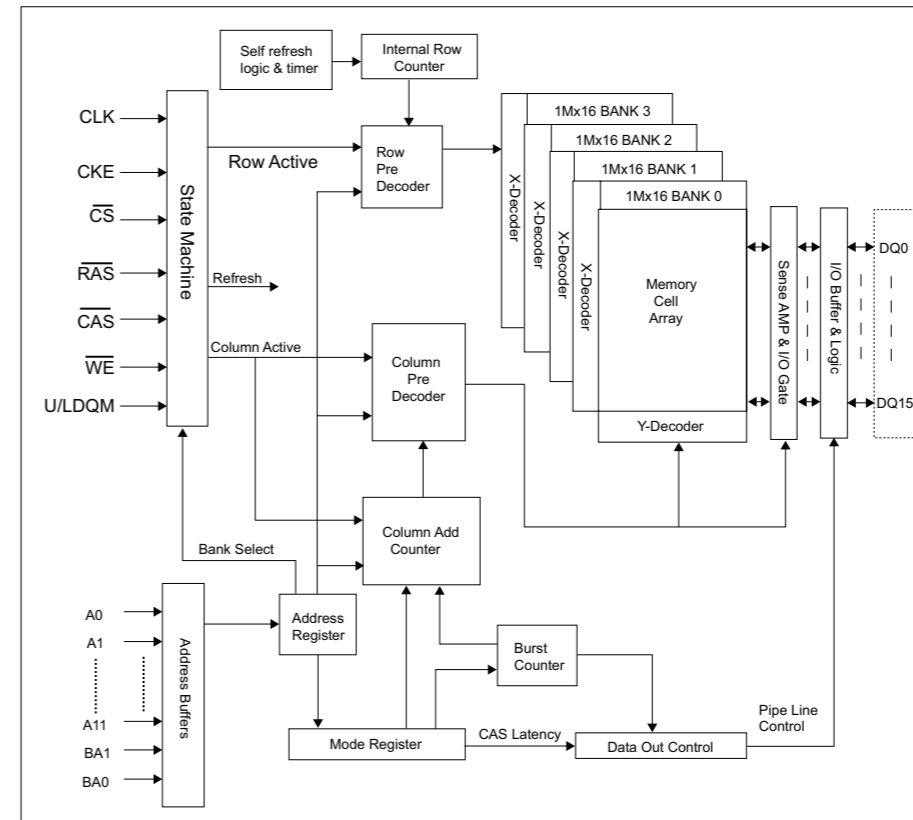 Self refresh
logic & timer
Internal Row
Counter
CLK
CKE
CS
RAS
CAS
WE
U/LDQM
State Machine
Row Active
Refresh
Column Active
Bank Select
Row
Pre
Decoder
Column
Pre
Decoder
Column Add
Counter
1Mx16 BANK 3
1Mx16 BANK 2
1Mx16 BANK 1
1Mx16 BANK 0
X-Decoder
X-Decoder
X-Decoder
X-Decoder
Memory
Cell
Array
Y-Decoder
Sense AMP & I/O Gate
I/O Buffer & Logic
DQ0
DQ15
A0
A1
A11
BA1
BA0
Address Buffers
Address
Register
Mode Register
Burst
Counter
CAS Latency
Data Out Control
Pipe Line
Control